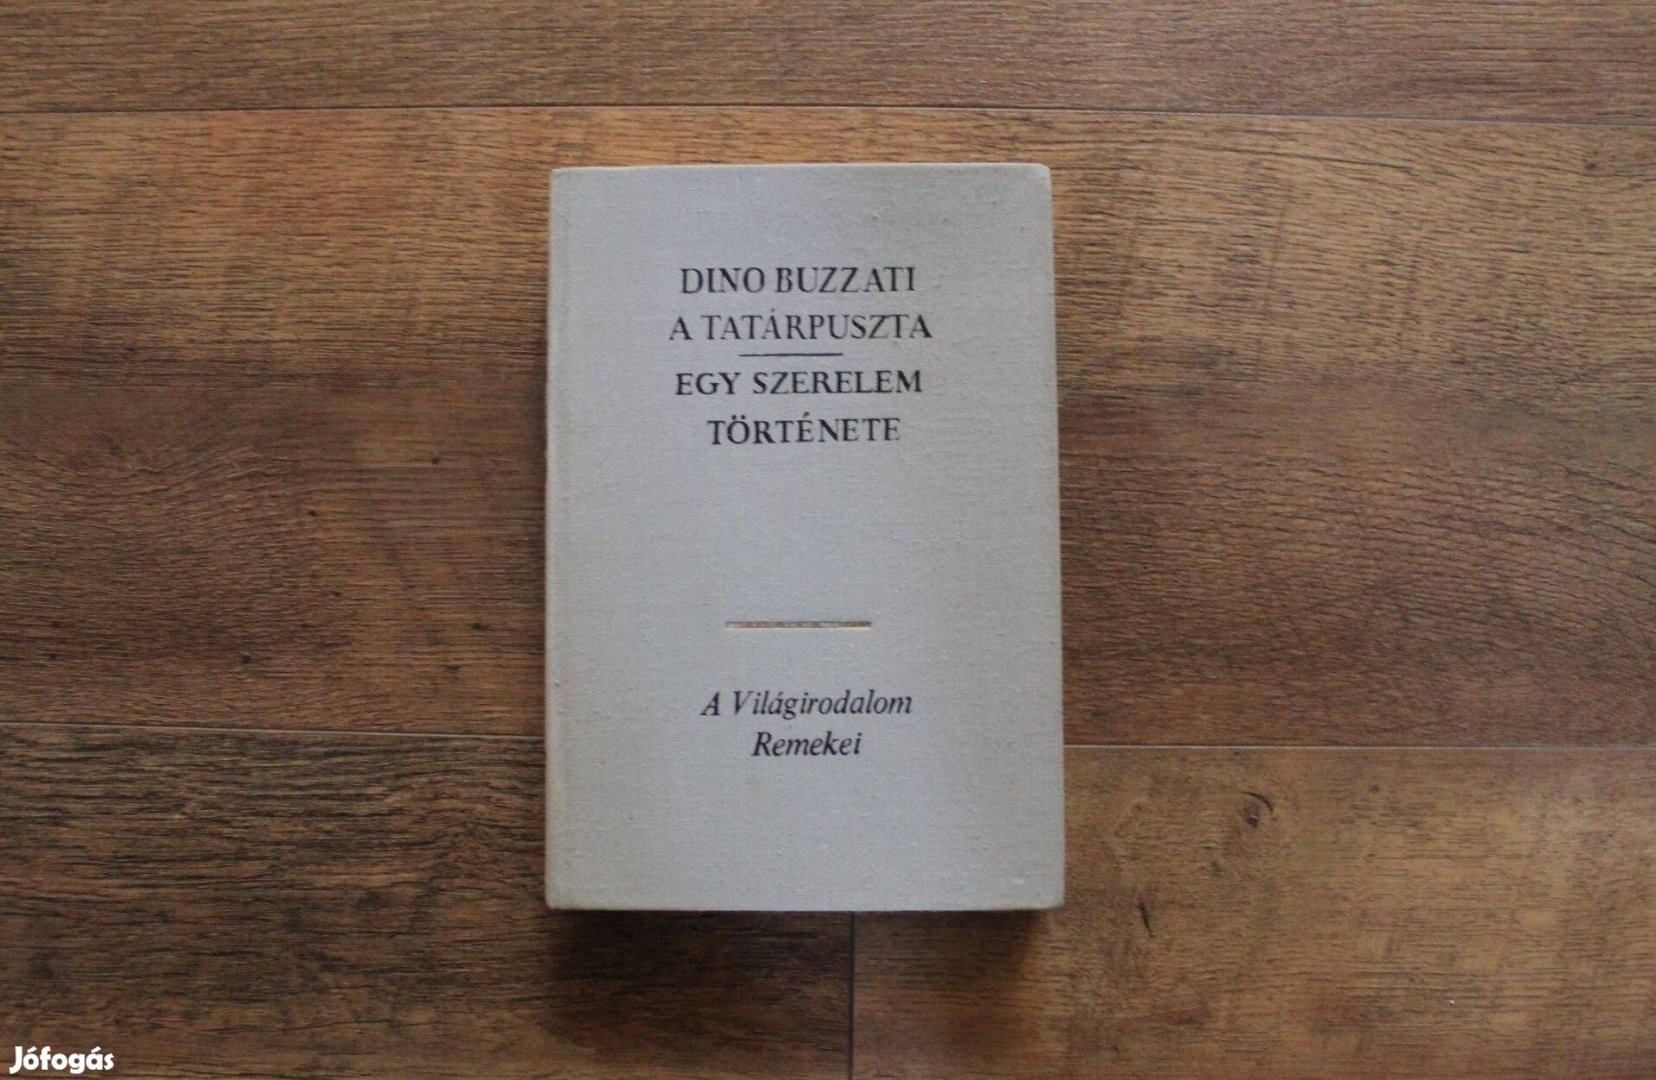 DINO BUZZATI
A TATÁRPUSZTA
EGY SZERELEM
TÖRTÉNETE
A Világirodalom
Remekei
Jófogás